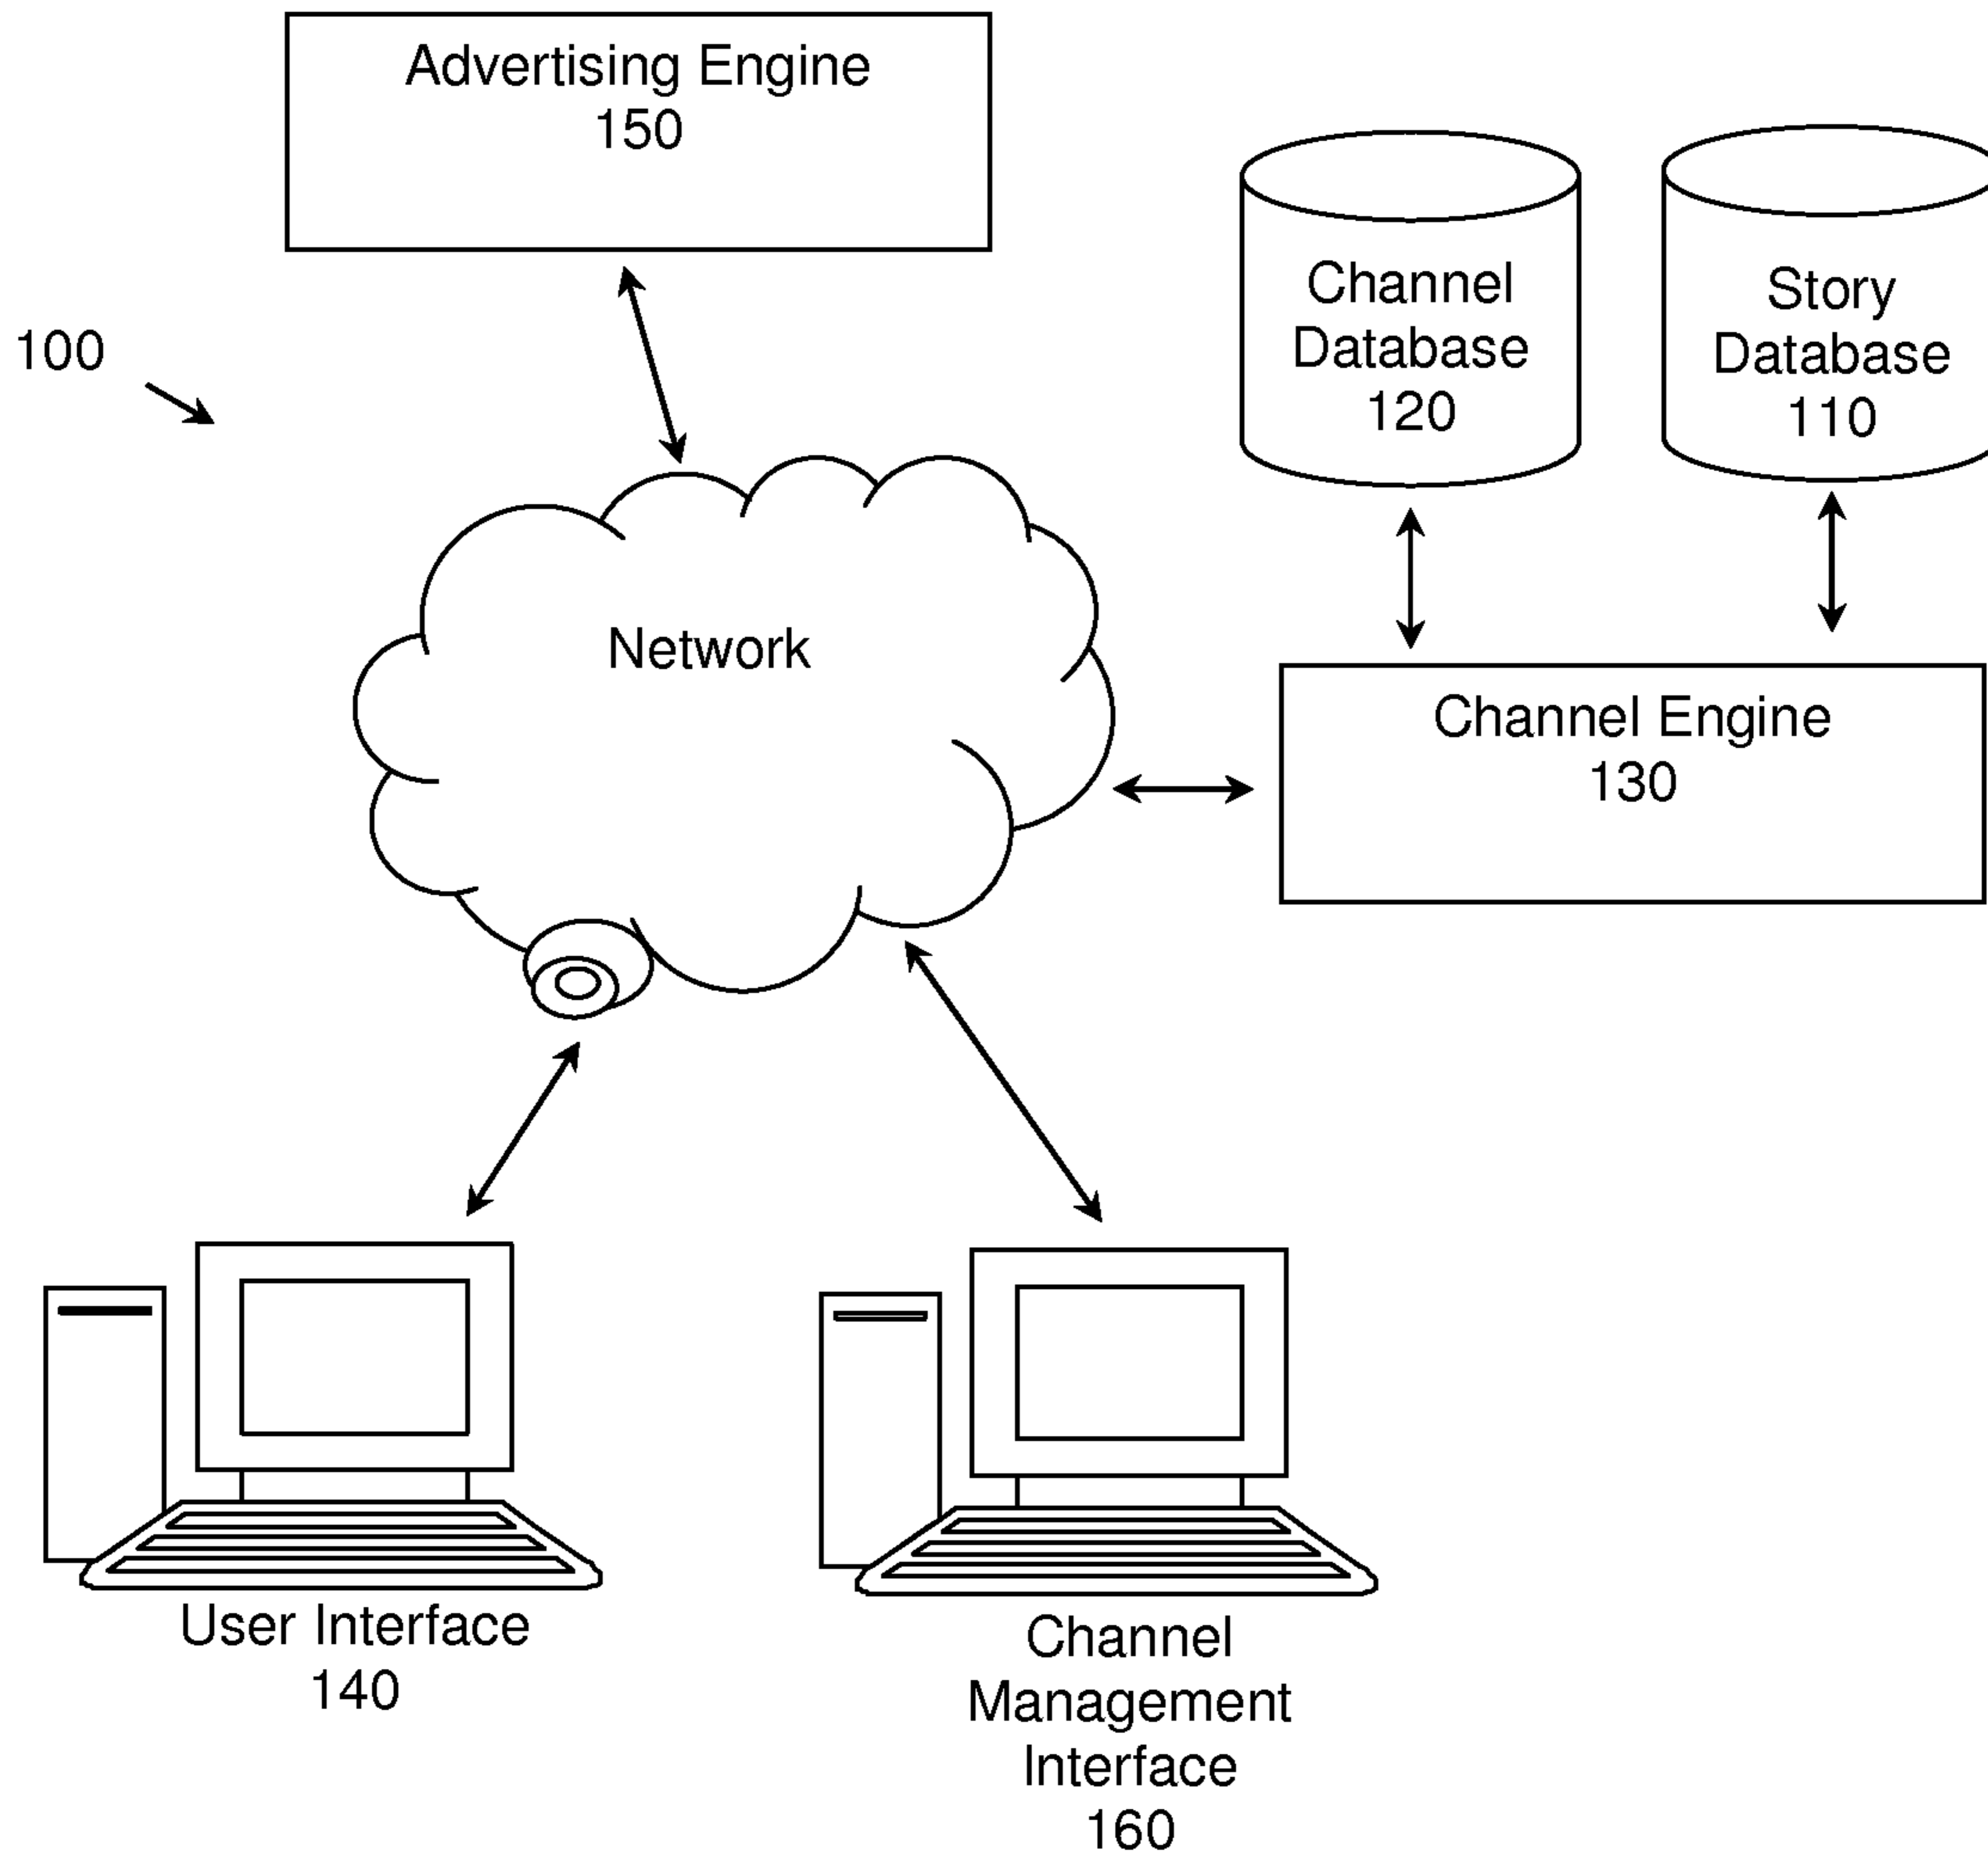 Advertising Engine
150
100
Channel
Database
120
Story
Database
110
Network
Channel Engine
130
User Interface
140
Channel
Management
Interface
160